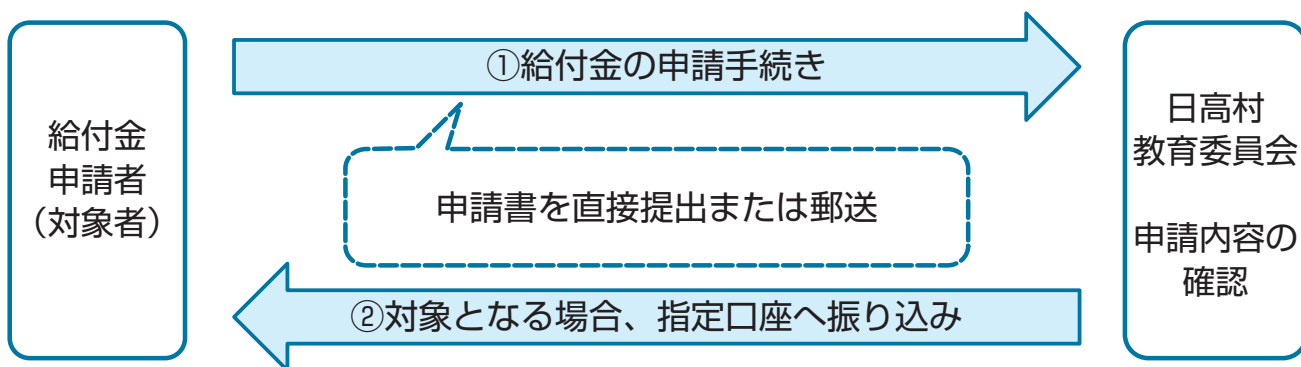 給付金
申請者
（対象者）
①給付金の申請手続き
申請書を直接提出または郵送
②対象となる場合、指定口座へ振り込み
日高村
教育委員会
申請内容の
確認